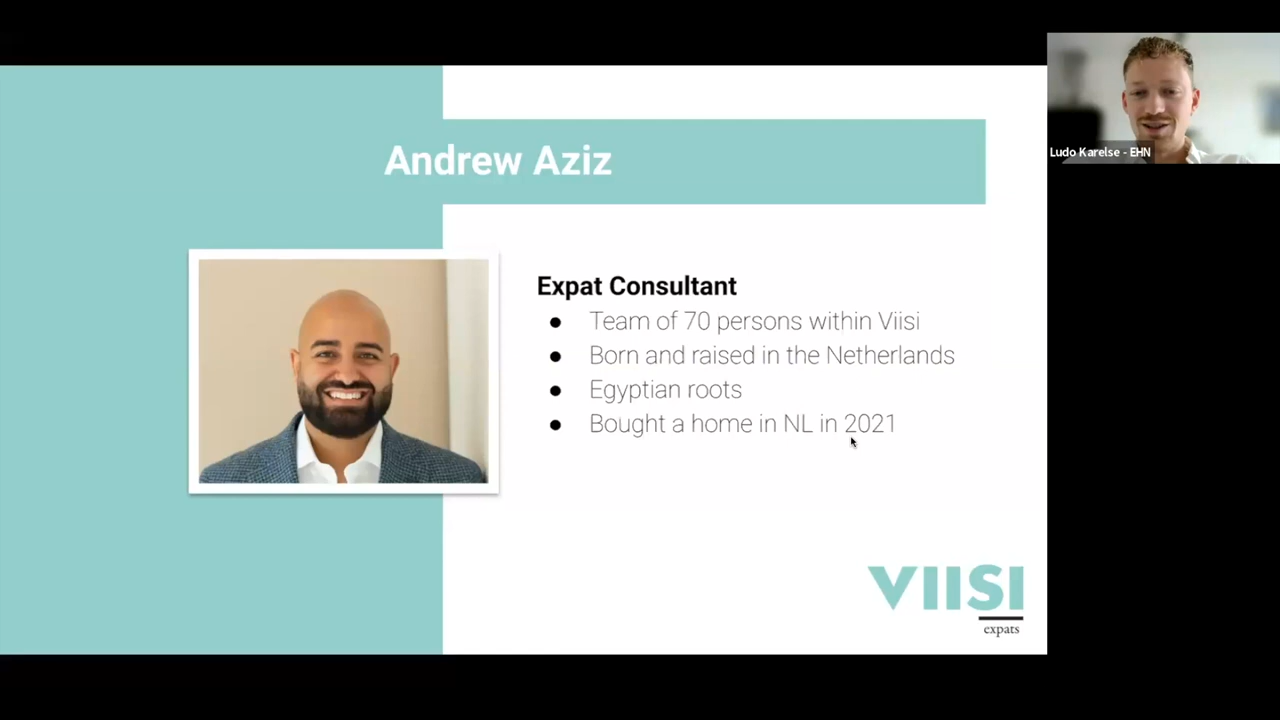 Andrew Aziz
Expat Consultant
● Team of 70 persons within Viisi
● Born and raised in the Netherlands
● Egyptian roots
● Bought a home in NL in 2021
VIISI
expats
Ludo Karelse - EHN